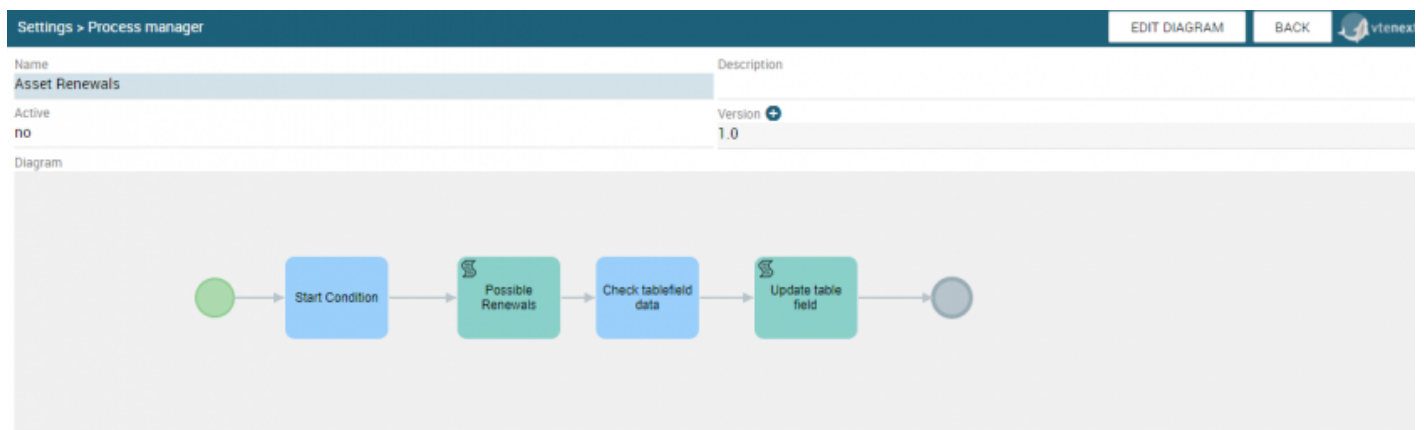 Settings > Process manager
EDIT DIAGRAM
BACK
vtenext
Name
Description
Asset Renewals
Active
Version
no
1.0
Diagram
Start Condition
Possible
Renewals
Check tablefield
data
Update table
field